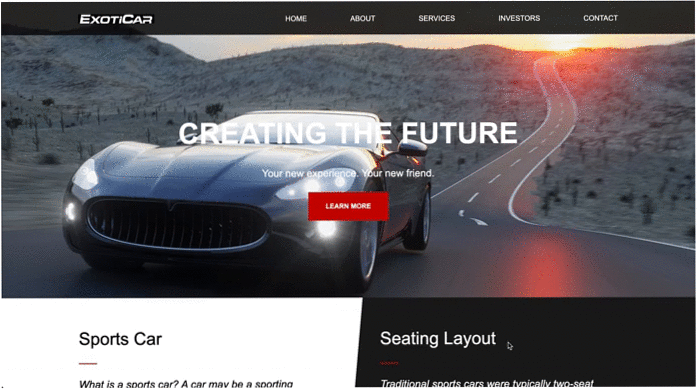 EXOTICAR
HOME ABOUT SERVICES INVESTORS CONTACT
CREATING THE FUTURE
Your new experience. Your new friend.
LEARN MORE
Sports Car
What is a sports car? A car may be a sporting
Seating Layout
Traditional sports cars were typically two-seat